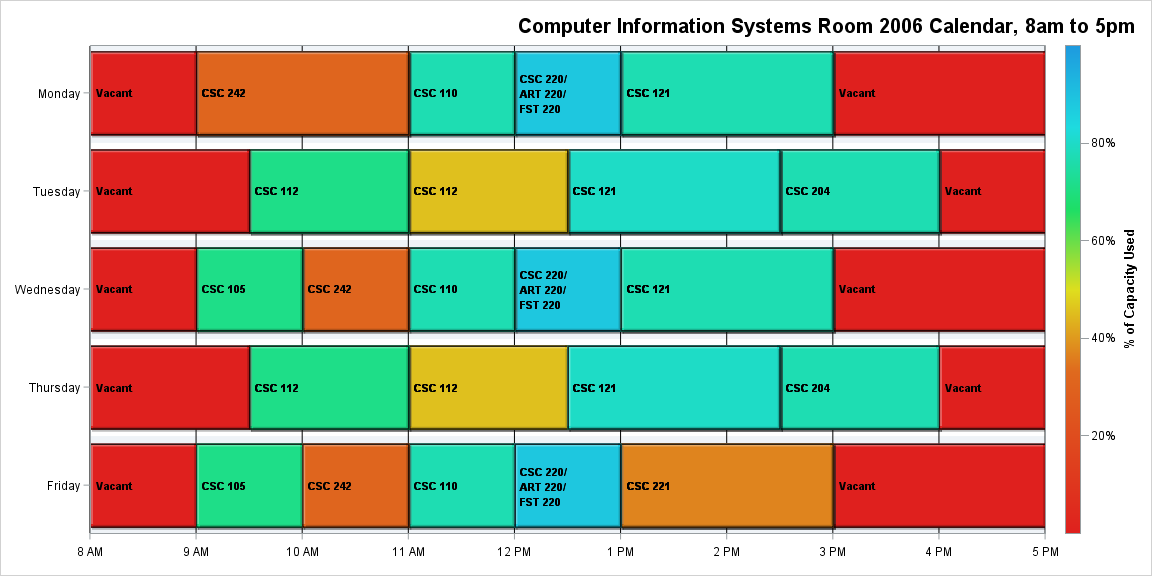 Computer Information Systems Room 2006 Calendar, 8am to 5pm
Monday
Vacant
CSC 242
CSC 110
CSC 220/
ART 220/
FST 220
CSC 121
Vacant
Tuesday
Vacant
CSC 112
CSC 112
CSC 121
CSC 204
Vacant
Wednesday
Vacant
CSC 105
CSC 242
CSC 110
CSC 220/
ART 220/
FST 220
CSC 121
Vacant
Thursday
Vacant
CSC 112
CSC 112
CSC 121
CSC 204
Vacant
Friday
Vacant
CSC 105
CSC 242
CSC 110
CSC 220/
ART 220/
FST 220
CSC 221
Vacant
8 AM
9 AM
10 AM
11 AM
12 PM
1 PM
2 PM
3 PM
4 PM
5 PM
80%
60%
40%
20%
% of Capacity Used